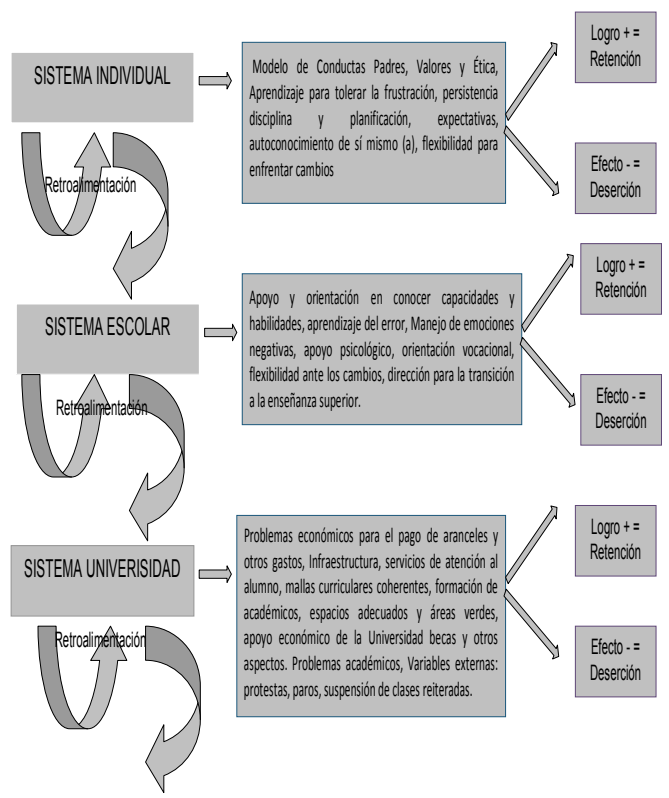 SISTEMA INDIVIDUAL
Modelo de Conductas Padres, Valores y Ética,
Aprendizaje para tolerar la frustración, persistencia
disciplina y planificación, expectativas,
autoconocimiento de sí mismo (a), flexibilidad para
enfrentar cambios
Logro + =
Retención
Efecto - =
Deserción
Retroalimentación
SISTEMA ESCOLAR
Apoyo y orientación en conocer capacidades y
habilidades, aprendizaje del error, Manejo de emociones
negativas, apoyo psicológico, orientación vocacional,
flexibilidad ante los cambios, dirección para la transición
a la enseñanza superior.
Logro + =
Retención
Efecto - =
Deserción
Retroalimentación
SISTEMA UNIVERISIDAD
Problemas económicos para el pago de aranceles y
otros gastos, Infraestructura, servicios de atención al
alumno, mallas curriculares coherentes, formación de
académicos, espacios adecuados y áreas verdes,
apoyo económico de la Universidad becas y otros
aspectos. Problemas académicos, Variables externas:
protestas, paros, suspensión de clases reiteradas.
Logro + =
Retención
Efecto - =
Deserción
Retroalimentación